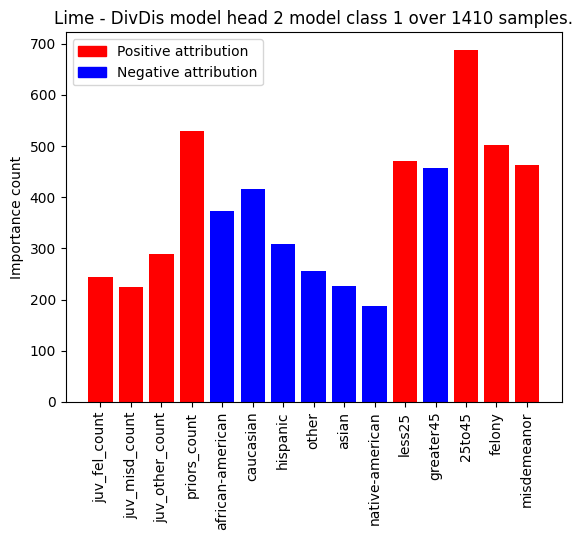 Lime - DivDis model head 2 model class 1 over 1410 samples.
Positive attribution
Negative attribution
Importance count
700
600
500
400
300
200
100
0
juv_fel_count
juv_misd_count
juv_other_count
priors_count
african-american
caucasian
hispanic
other
asian
native-american
less25
greater45
25to45
felony
misdemeanor